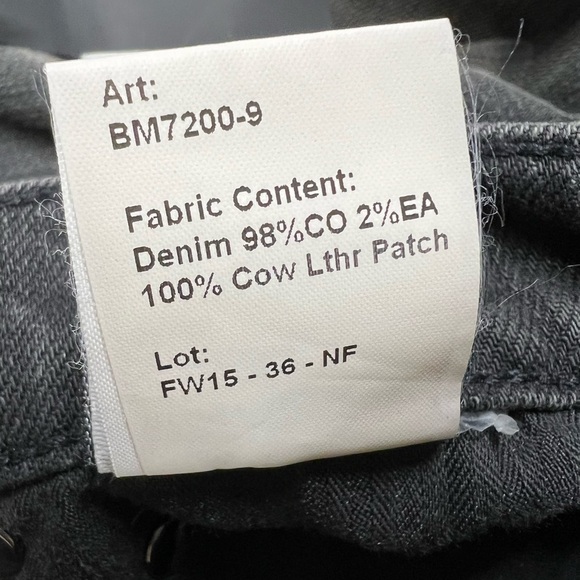 Art:
BM7200-9
Fabric Content:
Denim 98%CO 2%EA
100% Cow Lthr Patch
Lot:
FW15 - 36 - NF